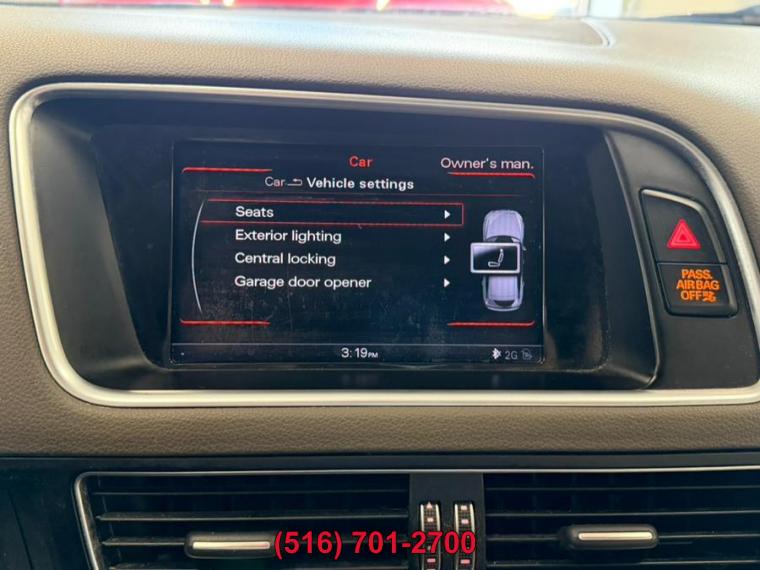 Car
Owner's man.
Car Vehicle settings
Seats
Exterior lighting
Central locking
Garage door opener
PASS.
AIR BAG
OFF
3:19PM
2G
(516) 701-2700